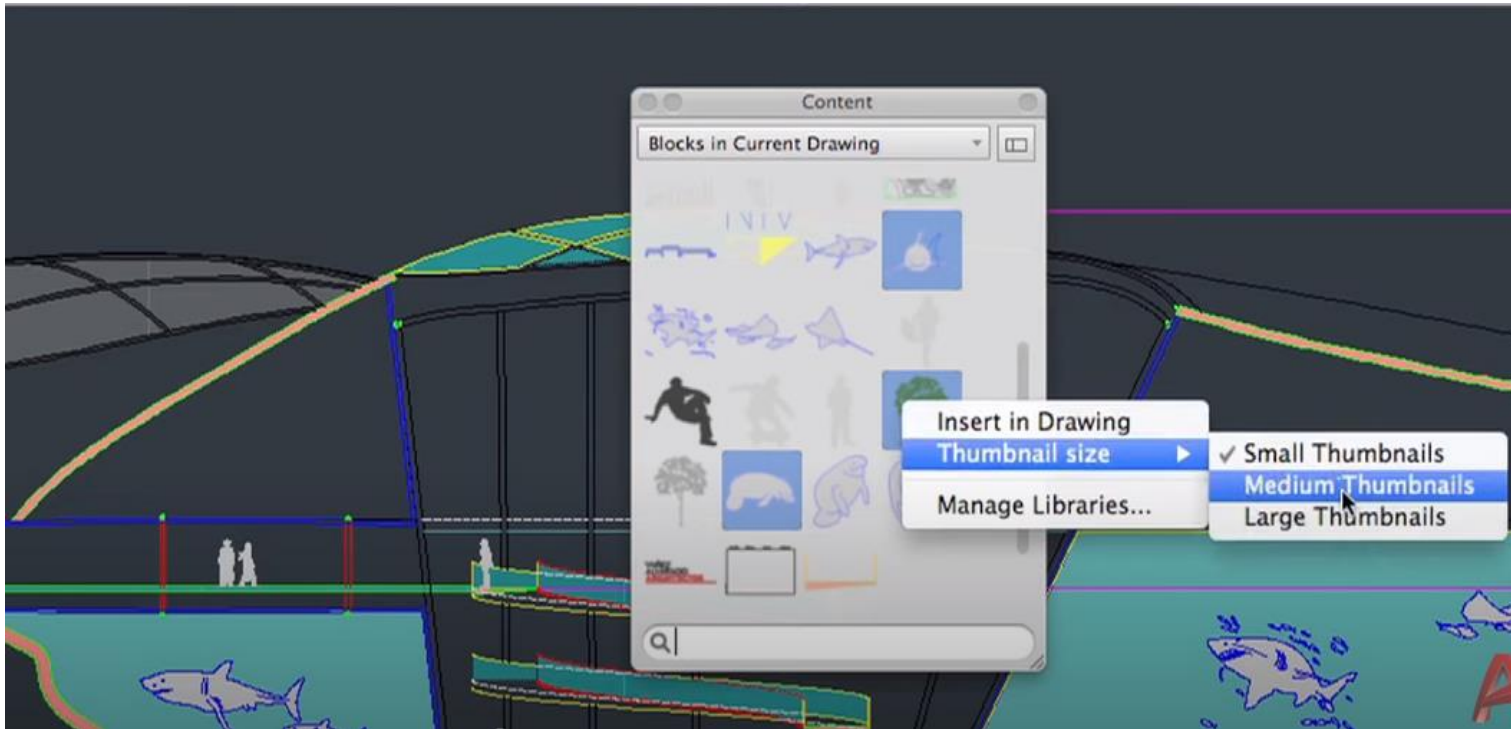 Content
Blocks in Current Drawing
Insert in Drawing
Thumbnail size
✓ Small Thumbnails
Medium Thumbnails
Manage Libraries...
Large Thumbnails
A